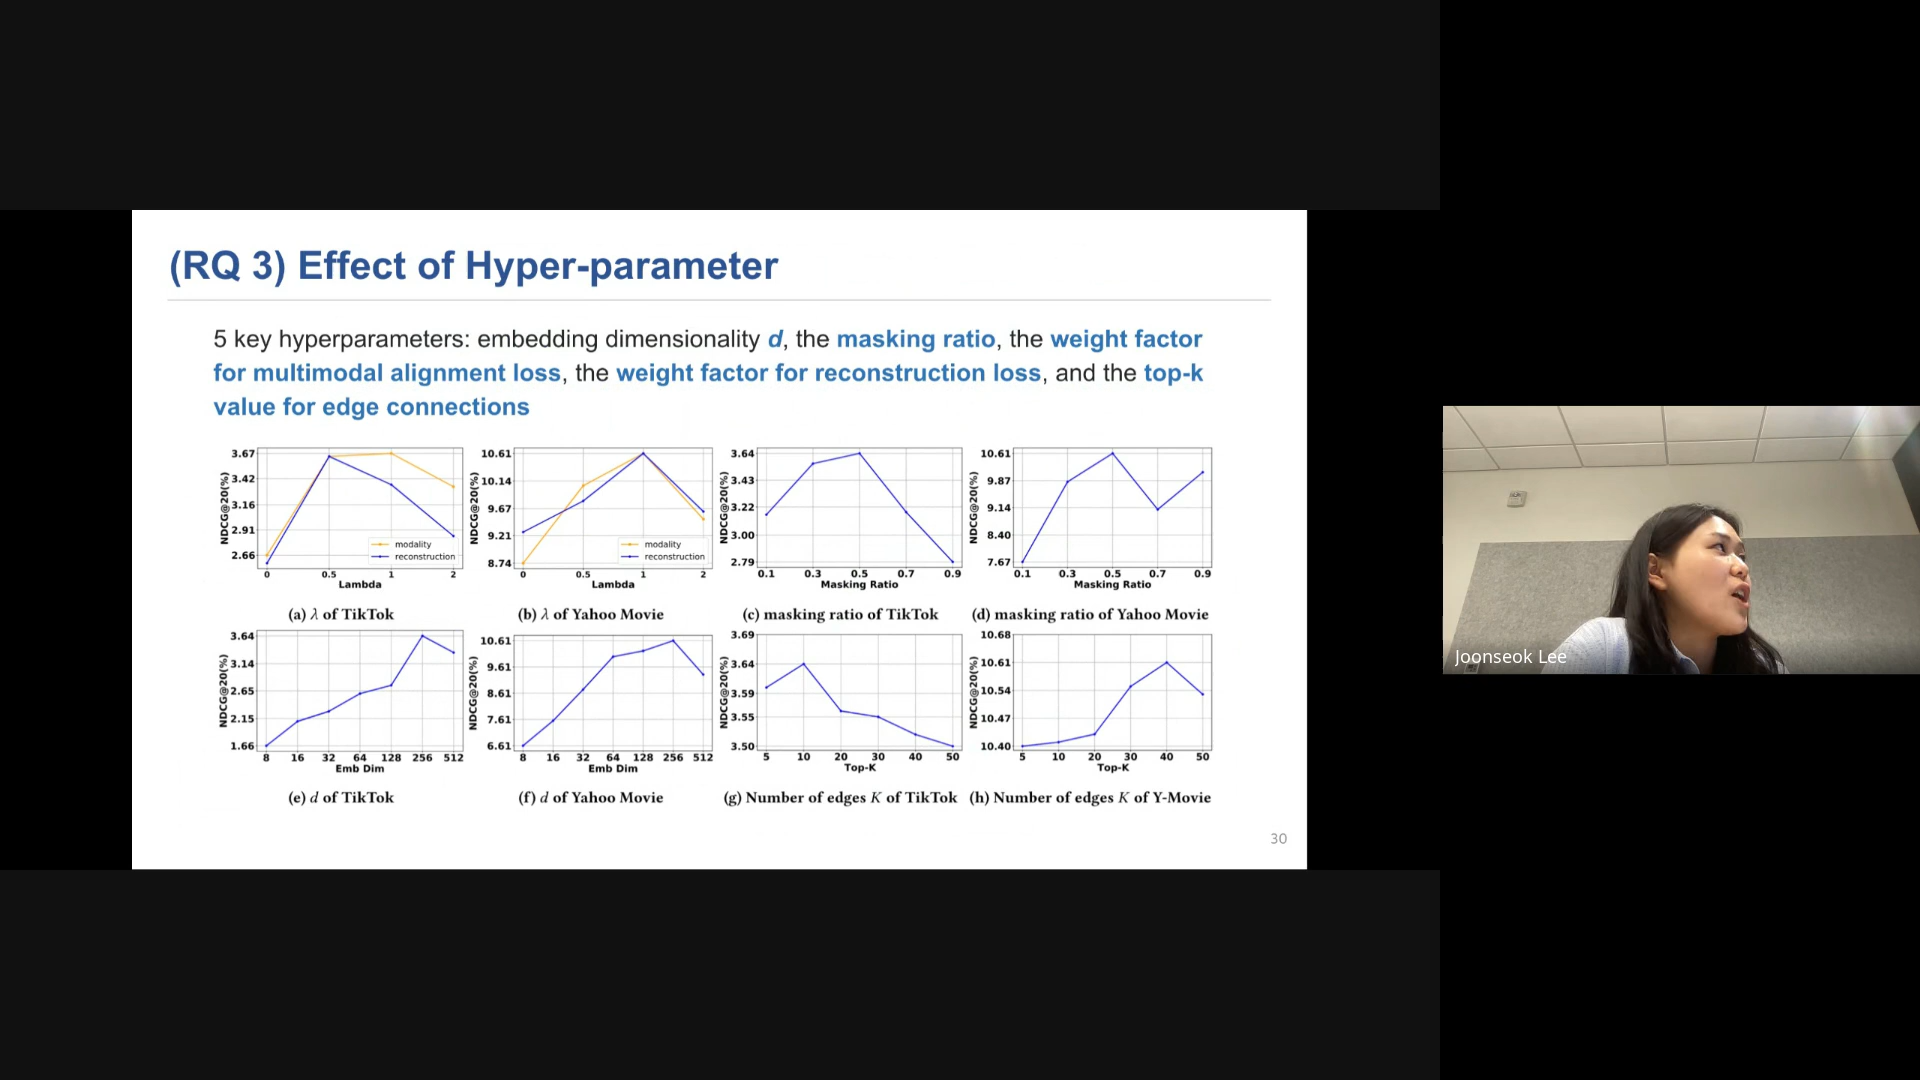 (RQ 3) Effect of Hyper-parameter
5 key hyperparameters: embedding dimensionality d, the masking ratio, the weight factor
for multimodal alignment loss, the weight factor for reconstruction loss, and the top-k
value for edge connections
3.67
3.42
3.16
2.91
2.66
NDCG@20(%)
modality
reconstruction
0 0.5 1 2
Lambda
(a) λ of TikTok
10.61
10.14
9.67
9.21
8.74
NDCG@20(%)
modality
reconstruction
0 0.5 1 2
Lambda
(b) λ of Yahoo Movie
3.64
3.43
3.22
3.00
2.79
NDCG@20(%)
0.1 0.3 0.5 0.7 0.9
Masking Ratio
(c) masking ratio of TikTok
10.61
9.87
9.14
8.40
7.67
NDCG@20(%)
0.1 0.3 0.5 0.7 0.9
Masking Ratio
(d) masking ratio of Yahoo Movie
3.64
3.14
2.65
2.15
1.66
NDCG@20(%)
8 16 32 64 128 256 512
Emb Dim
(e) d of TikTok
10.61
9.61
8.61
7.61
6.61
NDCG@20(%)
8 16 32 64 128 256 512
Emb Dim
(f) d of Yahoo Movie
3.69
3.64
3.59
3.55
3.50
NDCG@20(%)
5 10 20 30 40 50
Top-K
(g) Number of edges K of TikTok
10.68
10.61
10.54
10.47
10.40
NDCG@20(%)
5 10 20 30 40 50
Top-K
(h) Number of edges K of Y-Movie
30
Joonseok Lee